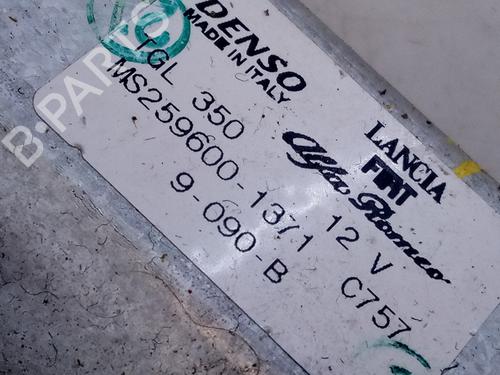 DENSO
MADE IN ITALY
TGL 350
MS259600-1371 12 V
9-090-B C757
LANCIA
FIAT
Alfa Romeo
B-PARTS